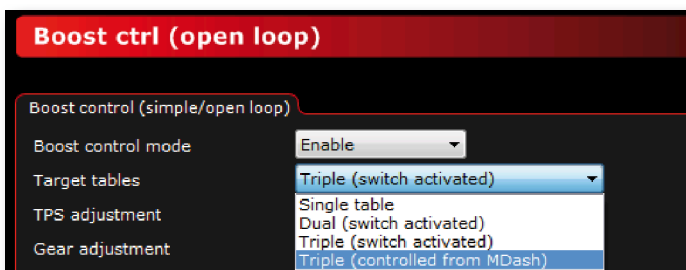 Boost ctrl (open loop)
Boost control (simple/open loop)
Boost control mode Enable
Target tables Triple (switch activated)
Single table
TPS adjustment Dual (switch activated)
Triple (switch activated)
Gear adjustment Triple (controlled from MDash)